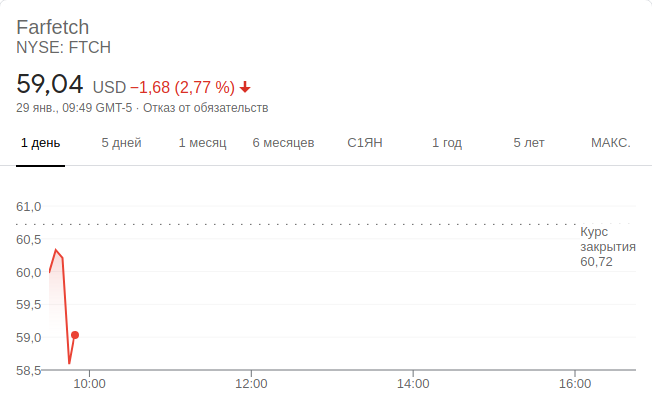 Farfetch
NYSE: FTCH
59,04 USD −1,68 (2,77 %)
29 янв., 09:49 GMT-5 · Отказ от обязательств
1 день 5 дней 1 месяц 6 месяцев С1ЯН 1 год 5 лет МАКС.
61,0
60,5
60,0
59,5
59,0
58,5
Курс
закрытия
60,72
10:00 12:00 14:00 16:00